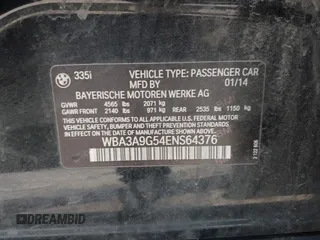 335i VEHICLE TYPE: PASSENGER CAR
MFD BY 01/14
BAYERISCHE MOTOREN WERKE AG
GVWR 4565 lbs 2071 kg
GAWR FRONT 2140 lbs 971 kg GAWR REAR 2535 lbs 1150 kg
THIS VEHICLE CONFORMS TO ALL APPLICABLE
U.S. FEDERAL MOTOR VEHICLE SAFETY,
BUMPER, AND THEFT PREVENTION STANDARDS
IN EFFECT ON THE DATE OF MANUFACTURE
SHOWN ABOVE.
WBA3A9G54ENS64376
DREAMBID